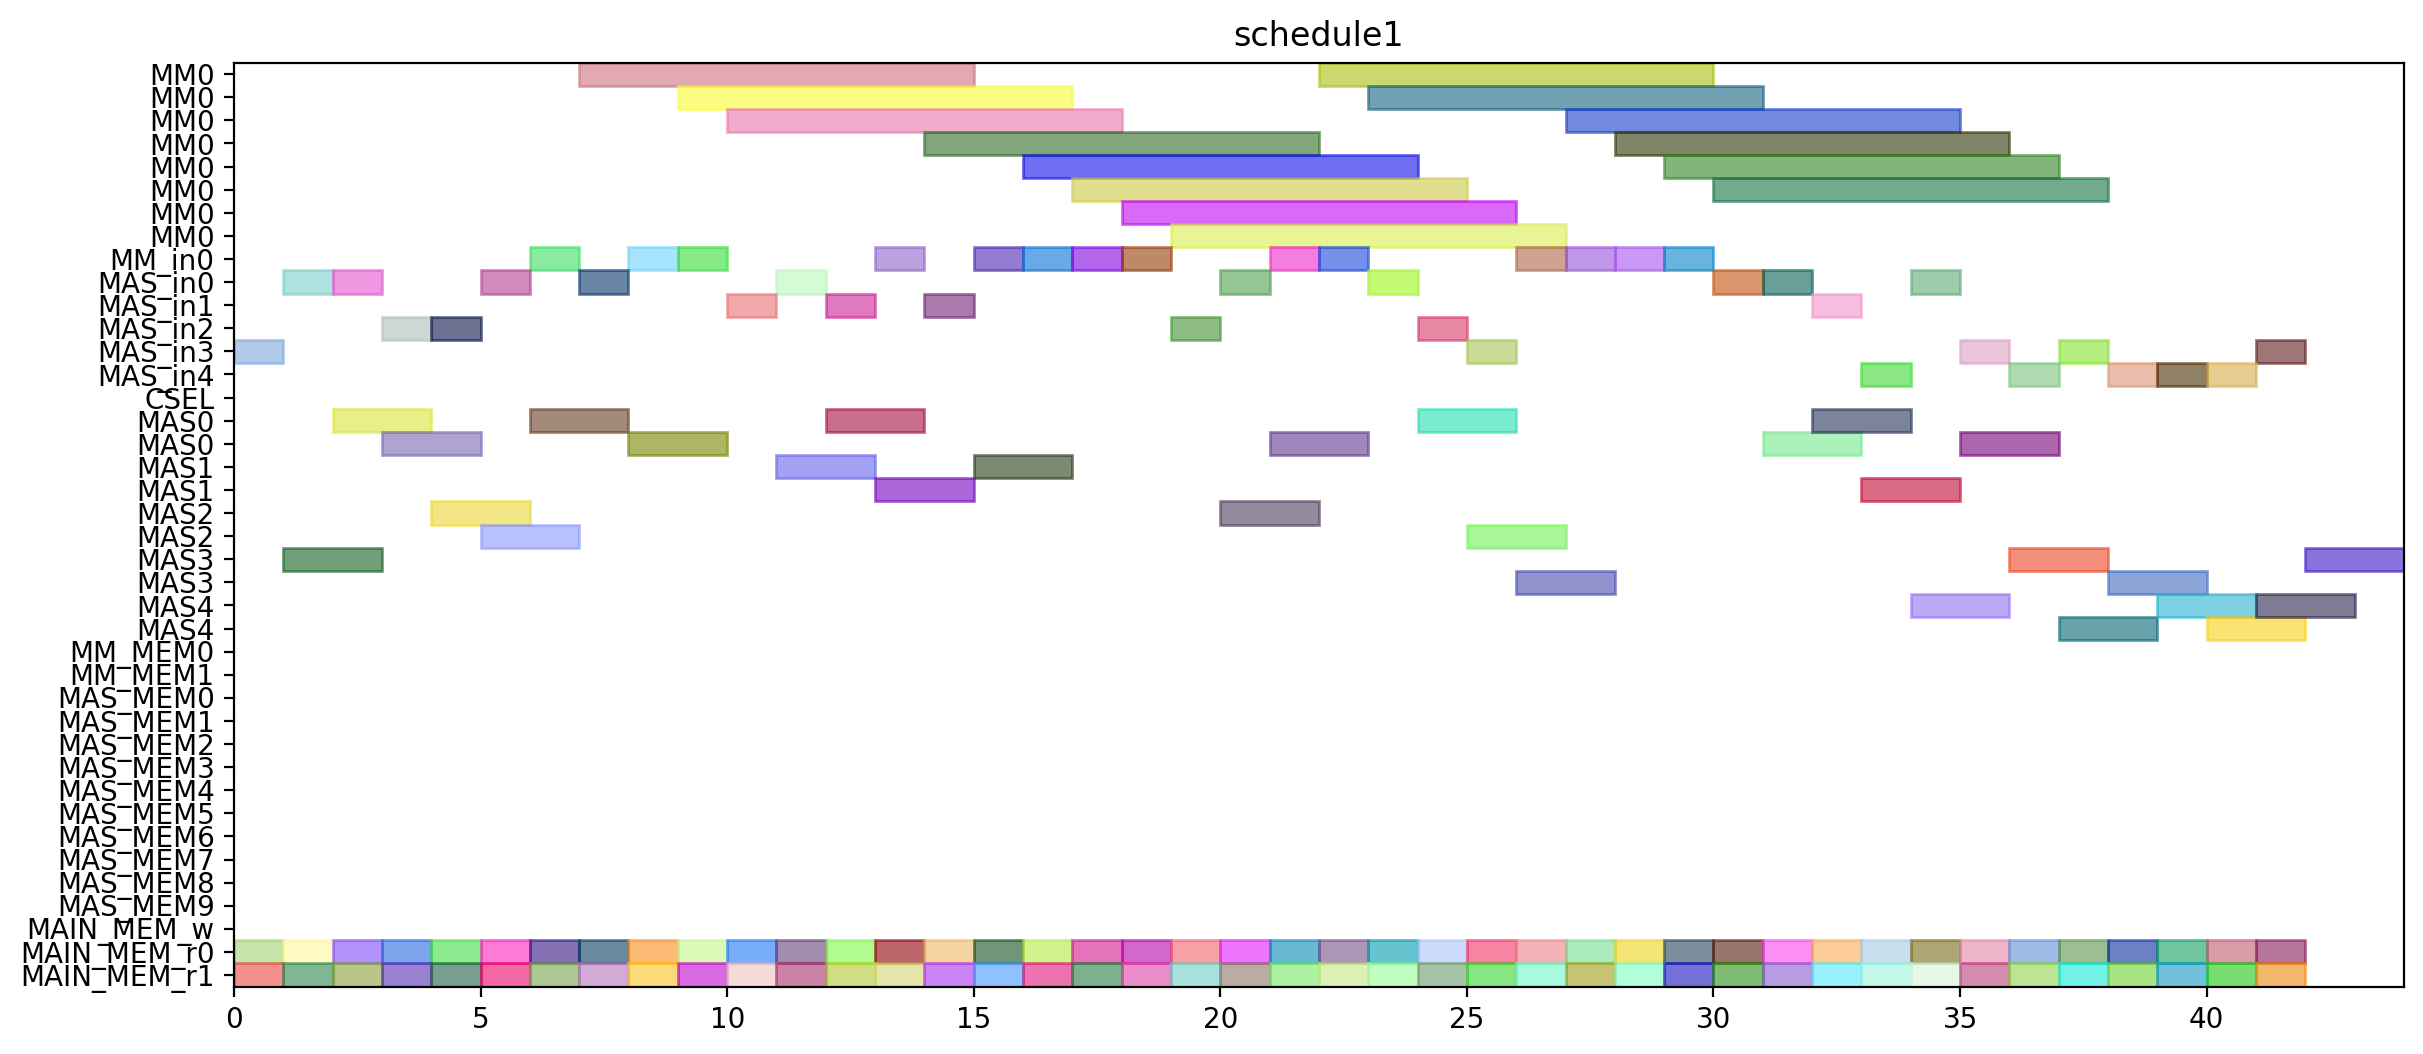 schedule1
MM0
MM0
MM0
MM0
MM0
MM0
MM0
MM0
MM_in0
MAS_in0
MAS_in1
MAS_in2
MAS_in3
MAS_in4
CSEL
MAS0
MAS0
MAS1
MAS1
MAS2
MAS2
MAS3
MAS3
MAS4
MAS4
MM_MEM0
MM_MEM1
MAS_MEM0
MAS_MEM1
MAS_MEM2
MAS_MEM3
MAS_MEM4
MAS_MEM5
MAS_MEM6
MAS_MEM7
MAS_MEM8
MAS_MEM9
MAIN_MEM_w
MAIN_MEM_r0
MAIN_MEM_r1
0 5 10 15 20 25 30 35 40